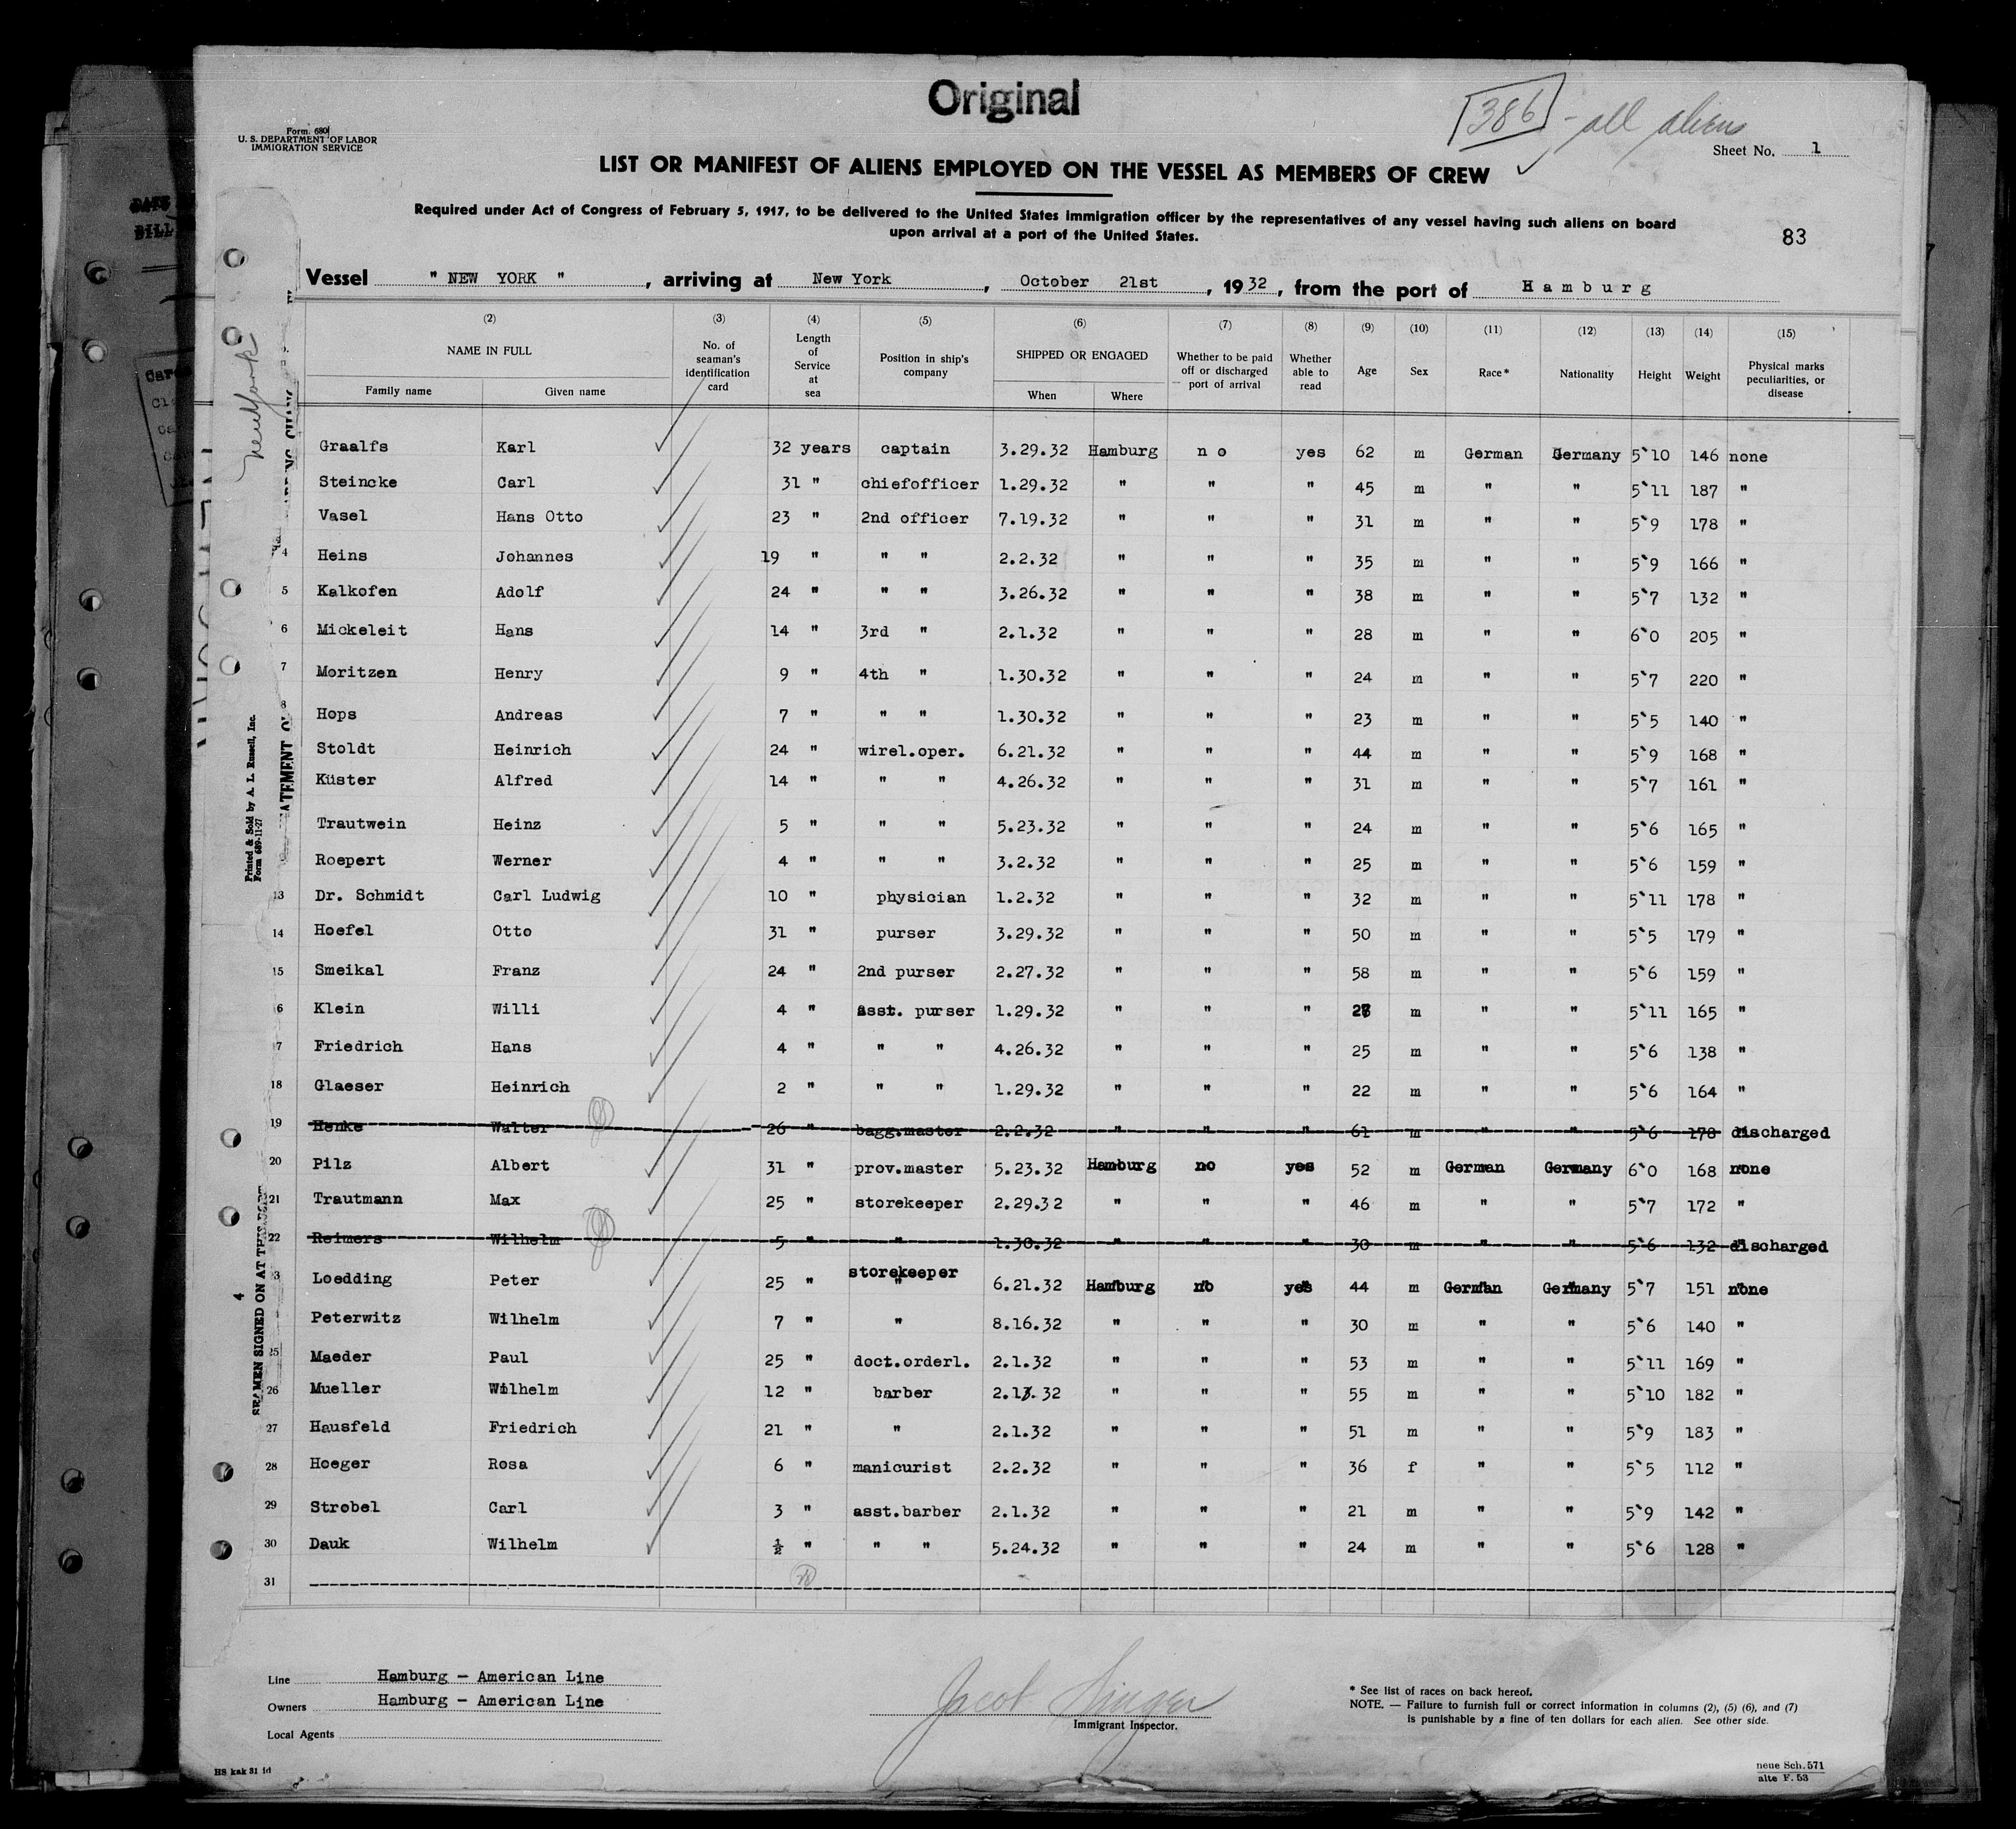 Original
386 - all aliens
Form 680
U. S. DEPARTMENT OF LABOR
IMMIGRATION SERVICE
Sheet No. 1
LIST OR MANIFEST OF ALIENS EMPLOYED ON THE VESSEL AS MEMBERS OF CREW
Required under Act of Congress of February 5, 1917, to be delivered to the United States Immigration officer by the representatives of any vessel having such aliens on board
upon arrival at a port of the United States.
83
Vessel " NEW YORK " , arriving at New York , October 21st , 1932, from the port of Hamburg
(2) (3) (4) (5) (6) (7) (8) (9) (10) (11) (12) (13) (14) (15)
NAME IN FULL No. of seaman's identification card Length of Service at sea Position in ship's company SHIPPED OR ENGAGED Whether to be paid off or discharged port of arrival Whether able to read Age Sex Race* Nationality Height Weight Physical marks peculiarities, or disease
Family name Given name When Where
Graalfs Karl 32 years captain 3.29.32 Hamburg no yes 62 m German Germany 5'10 146 none
Steincke Carl 31 " chiefofficer 1.29.32 " " " 45 m " " 5'11 187 "
Vasel Hans Otto 23 " 2nd officer 7.19.32 " " " 31 m " " 5'9 178 "
4 Heins Johannes 19 " " " 2.2.32 " " " 35 m " " 5'9 166 "
5 Kalkofen Adolf 24 " " " 3.26.32 " " " 38 m " " 5'7 132 "
6 Mickeleit Hans 14 " 3rd " 2.1.32 " " " 28 m " " 6'0 205 "
7 Moritzen Henry 9 " 4th " 1.30.32 " " " 24 m " " 5'7 220 "
8 Hops Andreas 7 " " " 1.30.32 " " " 23 m " " 5'5 140 "
Stoldt Heinrich 24 " wirel.oper. 6.21.32 " " " 44 m " " 5'9 168 "
Küster Alfred 14 " " " 4.26.32 " " " 31 m " " 5'7 161 "
Trautwein Heinz 5 " " " 5.23.32 " " " 24 m " " 5'6 165 "
Roepert Werner 4 " " " 3.2.32 " " " 25 m " " 5'6 159 "
13 Dr. Schmidt Carl Ludwig 10 " physician 1.2.32 " " " 32 m " " 5'11 178 "
14 Hoefel Otto 31 " purser 3.29.32 " " " 50 m " " 5'5 179 "
15 Smeikal Franz 24 " 2nd purser 2.27.32 " " " 58 m " " 5'6 159 "
6 Klein Willi 4 " asst. purser 1.29.32 " " " m " " 5'11 165 "
7 Friedrich Hans 4 " " " 4.26.32 " " " 25 m " " 5'6 138 "
18 Glaeser Heinrich 2 " " " 1.29.32 " " " 22 m " " 5'6 164 "
19 Henke Walter 26 " bagg.master 2.2.32 " " " 61 m " " 5'6 178 discharged
20 Pilz Albert 31 " prov.master 5.23.32 Hamburg no yes 52 m German Germany 6'0 168 none
21 Trautmann Max 25 " storekeeper 2.29.32 " " " 46 m " " 5'7 172 "
22 Reimers Wilhelm 5 " " 1.30.32 " " " 30 m " " 5'6 132 discharged
3 Loedding Peter 25 " storekeeper 6.21.32 Hamburg no yes 44 m German Germany 5'7 151 none
Peterwitz Wilhelm 7 " " 8.16.32 " " " 30 m " " 5'6 140 "
25 Maeder Paul 25 " doct.orderl. 2.1.32 " " " 53 m " " 5'11 169 "
26 Mueller Wilhelm 12 " barber " " " 55 m " " 5'10 182 "
27 Hausfeld Friedrich 21 " " 2.1.32 " " " 51 m " " 5'9 183 "
28 Hoeger Rosa 6 " manicurist 2.2.32 " " " 36 f " " 5'5 112 "
29 Strobel Carl 3 " asst.barber 2.1.32 " " " 21 m " " 5'9 142 "
30 Dauk Wilhelm ½ " " " 5.24.32 " " " 24 m " " 5'6 128 "
31
Line Hamburg - American Line
Owners Hamburg - American Line
Local Agents
Jacob Singer
Immigrant Inspector.
* See list of races on back hereof.
NOTE. — Failure to furnish full or correct information in columns (2), (5) (6), and (7)
is punishable by a fine of ten dollars for each alien. See other side.
HS kak 31 id
neue Sch. 571
alte F. 53
Printed & Sold by A. L. Russell, Inc.
Form 689-11-27
New York
SEAMEN SIGNED ON AT THIS PORT
4